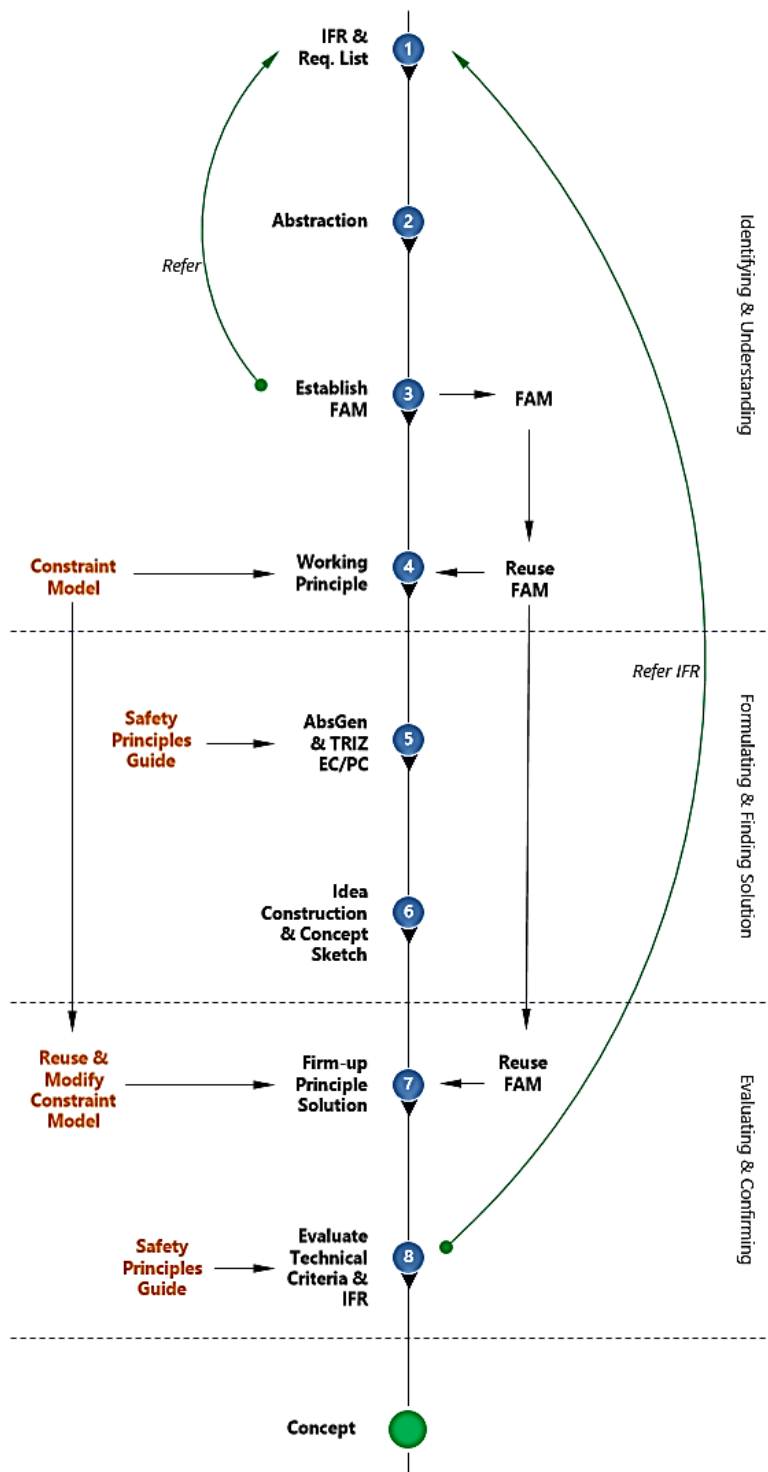 IFR &
Req. List
1
Abstraction
2
Refer
Establish
FAM
3
FAM
Identifying & Understanding
Constraint
Model
Working
Principle
4
Reuse
FAM
Refer IFR
Safety
Principles
Guide
AbsGen
& TRIZ
EC/PC
5
Formulating & Finding Solution
Idea
Construction
& Concept
Sketch
6
Reuse &
Modify
Constraint
Model
Firm-up
Principle
Solution
7
Reuse
FAM
Evaluating & Confirming
Safety
Principles
Guide
Evaluate
Technical
Criteria &
IFR
8
Concept